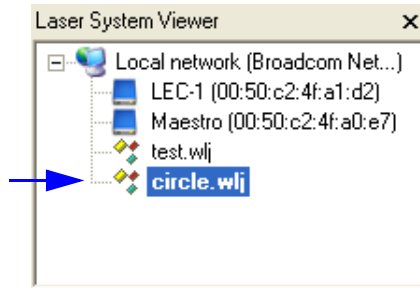 Laser System Viewer
Local network (Broadcom Net...)
LEC-1 (00:50:c2:4f:a1:d2)
Maestro (00:50:c2:4f:a0:e7)
test.wlj
circle.wlj